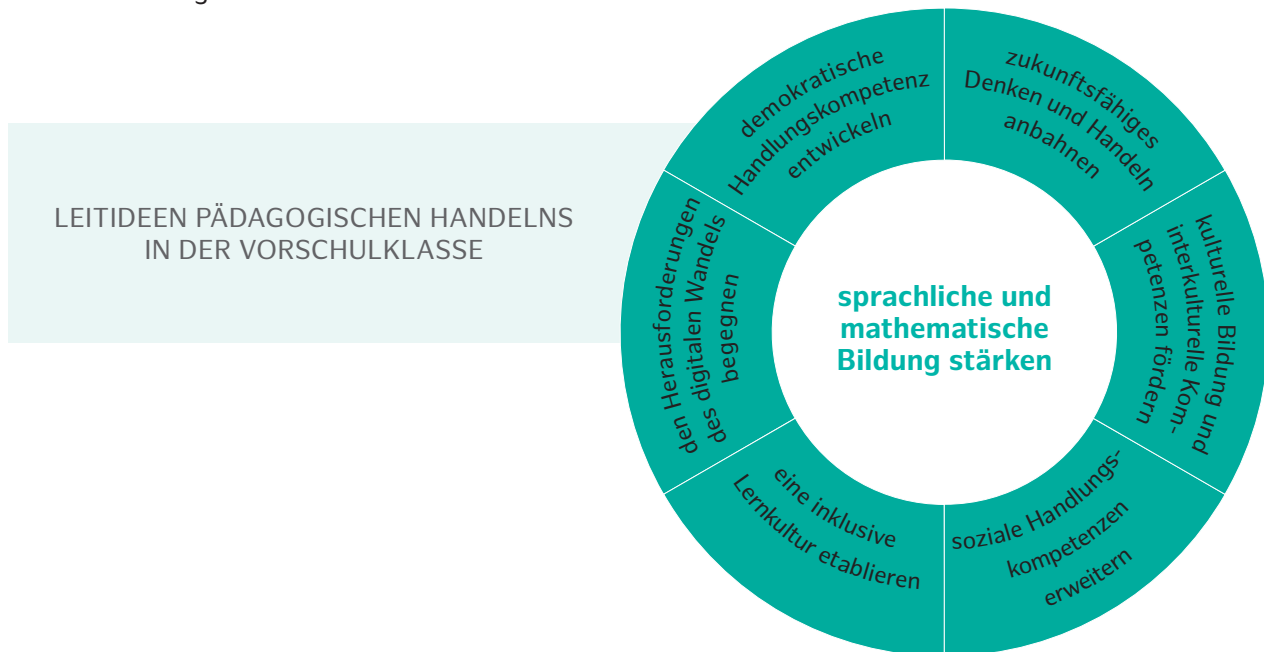 LEITIDEEN PÄDAGOGISCHEN HANDELNS
IN DER VORSCHULKLASSE
demokratische
Handlungskompetenz
entwickeln
zukunftsfähiges
Denken und Handeln
anbahnen
kulturelle Bildung und
interkulturelle Kom-
petenzen fördern
soziale Handlungs-
kompetenzen
erweitern
eine inklusive
Lernkultur etablieren
den Herausforderungen
des digitalen Wandels
begegnen
sprachliche und
mathematische
Bildung stärken